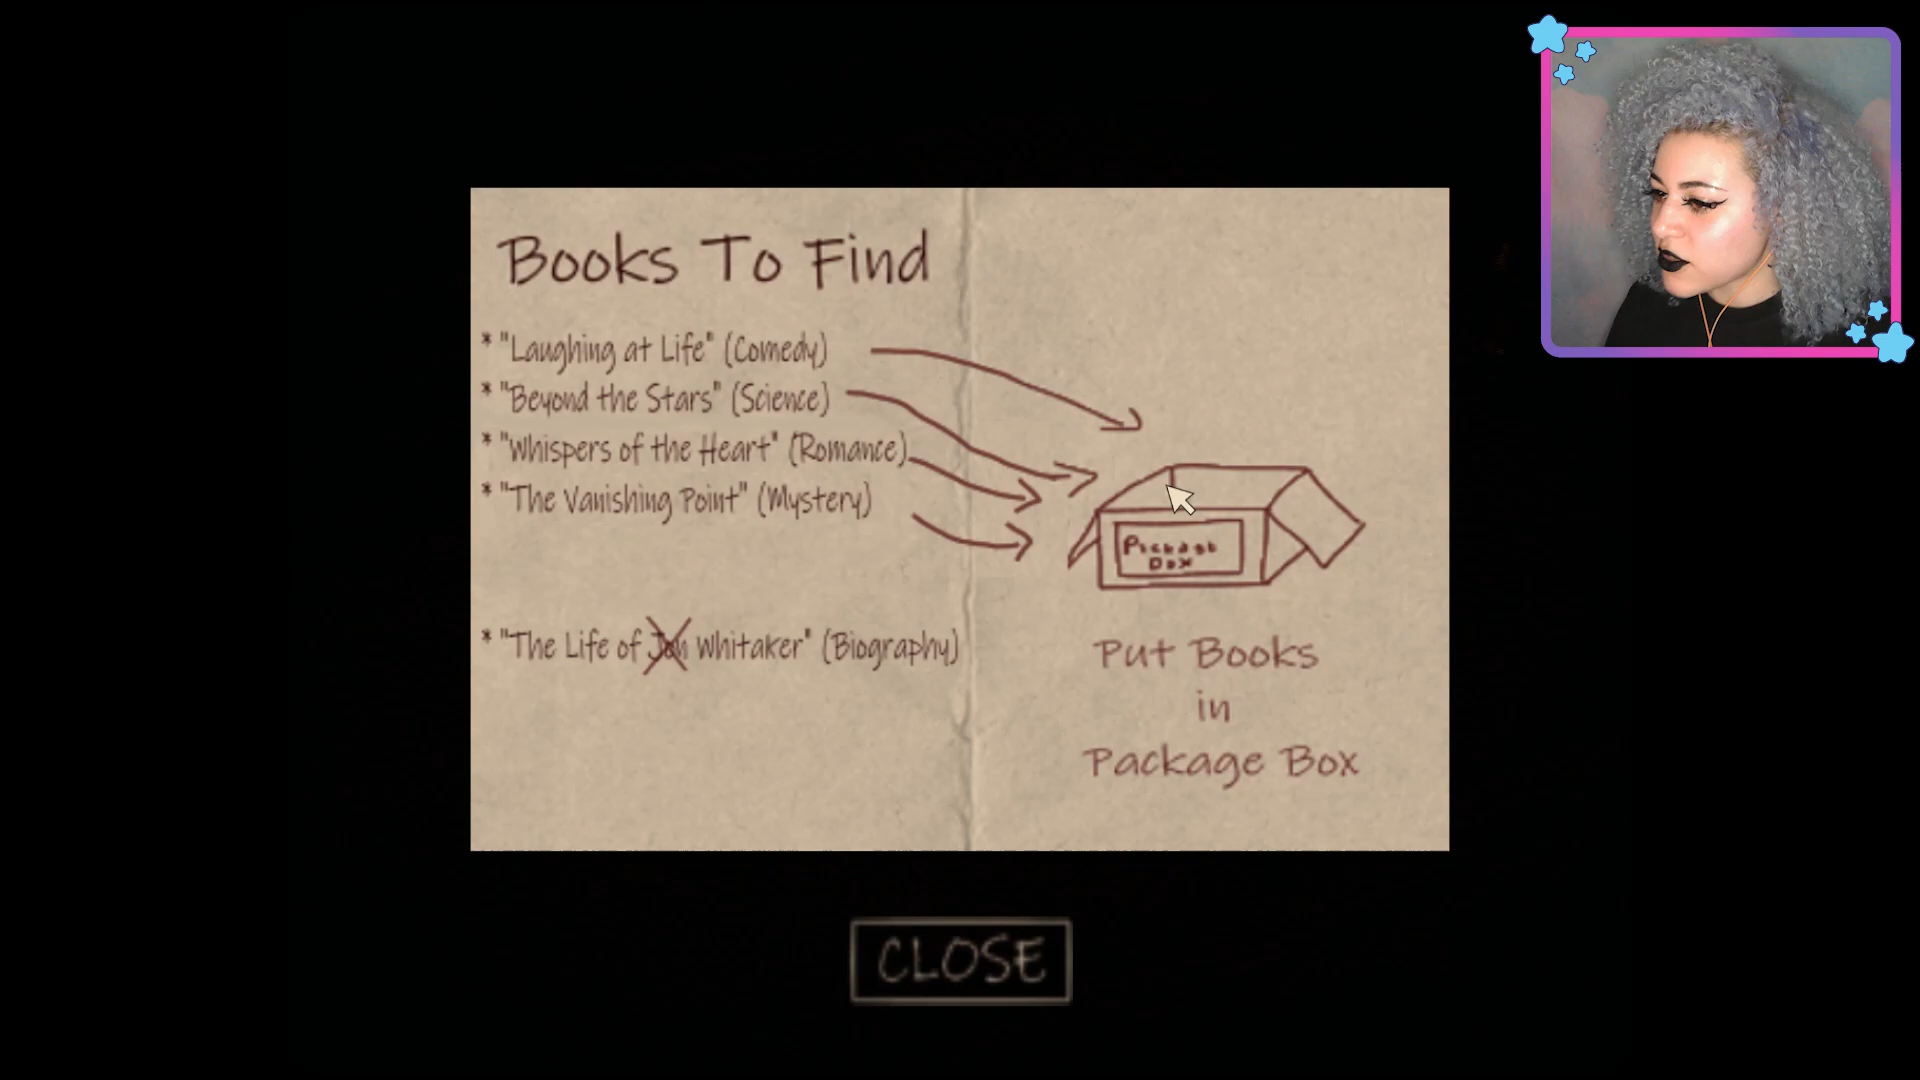 Books To Find
* "Laughing at Life" (Comedy)
* "Beyond the Stars" (Science)
* "Whispers of the Heart" (Romance)
* "The Vanishing Point" (Mystery)
* "The Life of Jon Whitaker" (Biography)
Package
Box
Put Books
in
Package Box
CLOSE